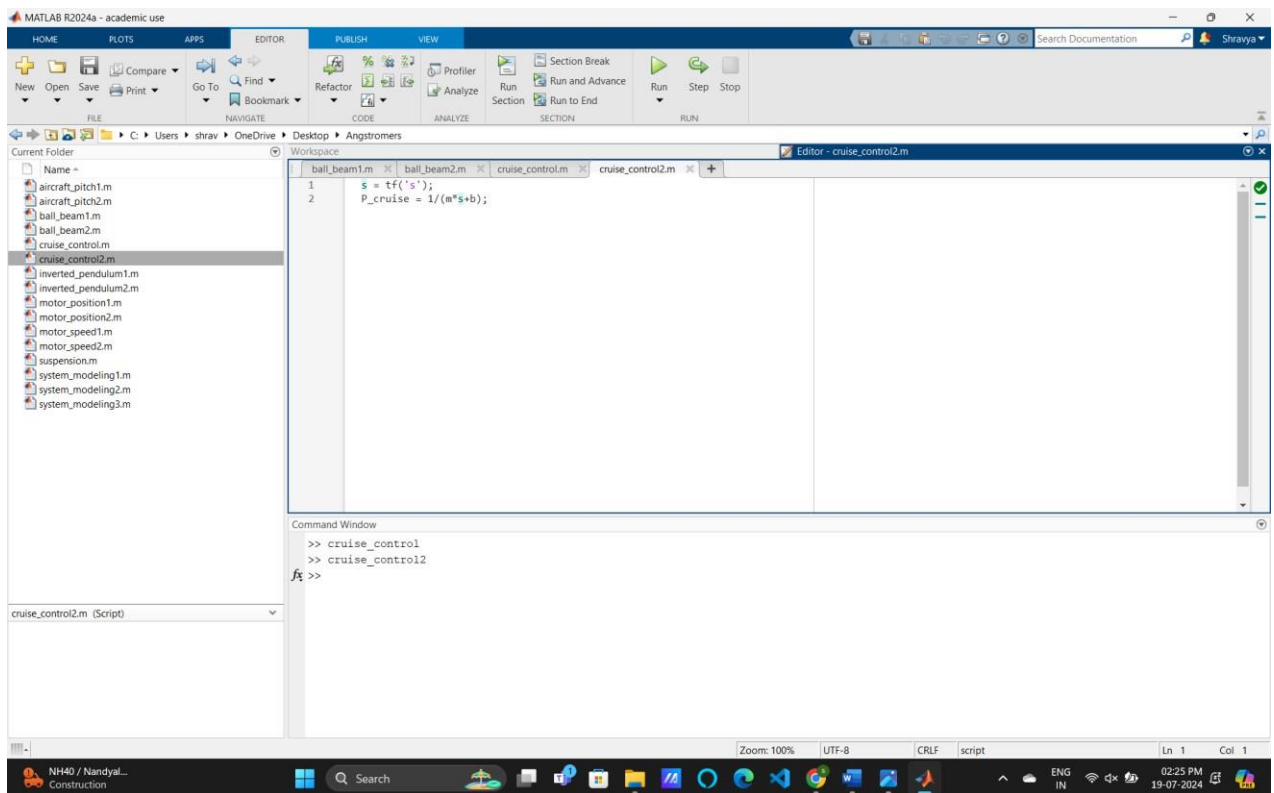 MATLAB R2024a - academic use
HOME PLOTS APPS EDITOR PUBLISH VIEW Search Documentation Shravya
New Open Save Compare Print Go To Find Bookmark Refactor Profiler Analyze Run Section Section Break Run and Advance Run to End Run Step Stop
FILE NAVIGATE CODE ANALYZE SECTION RUN
C: Users shrav OneDrive Desktop Angstromers
Current Folder
Name
aircraft_pitch1.m
aircraft_pitch2.m
ball_beam1.m
ball_beam2.m
cruise_control.m
cruise_control2.m
inverted_pendulum1.m
inverted_pendulum2.m
motor_position1.m
motor_position2.m
motor_speed1.m
motor_speed2.m
suspension.m
system_modeling1.m
system_modeling2.m
system_modeling3.m
cruise_control2.m (Script)
Workspace
Editor - cruise_control2.m
ball_beam1.m ball_beam2.m cruise_control.m cruise_control2.m
1 s = tf('s');
2 P_cruise = 1/(m*s+b);
Command Window
>> cruise_control
>> cruise_control2
fx >>
Zoom: 100% UTF-8 CRLF script Ln 1 Col 1
NH40 / Nandyal...
Construction
Search
ENG
IN
02:25 PM
19-07-2024